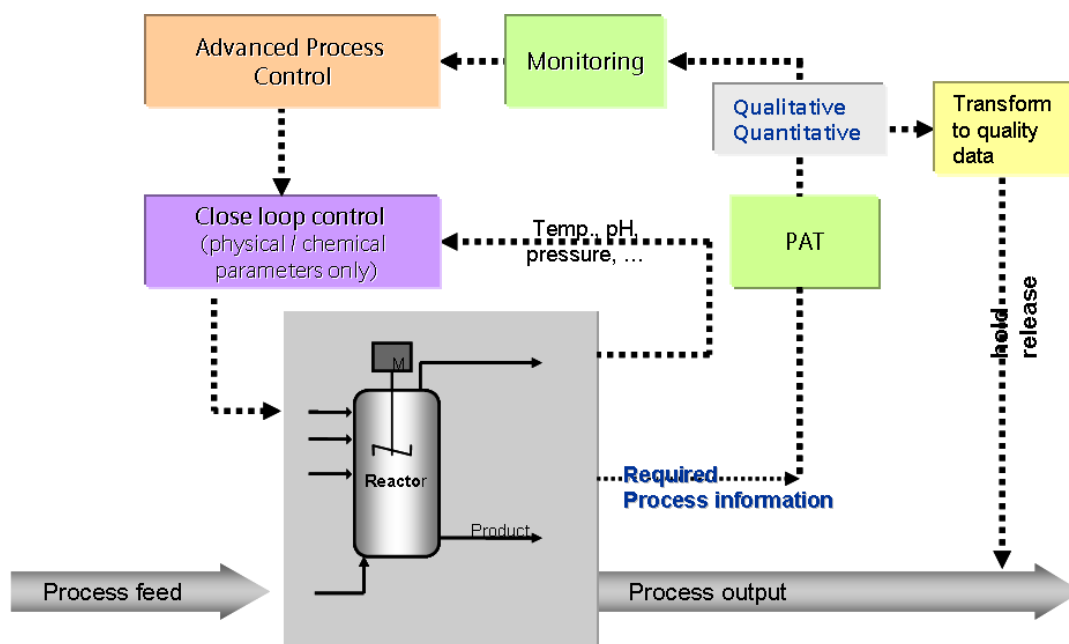 Advanced Process
Control
Monitoring
Qualitative
Quantitative
Transform
to quality
data
Close loop control
(physical / chemical
parameters only)
Temp., pH,
pressure, ...
PAT
hold
release
M
Reactor
Required
Process information
Product
Process feed
Process output